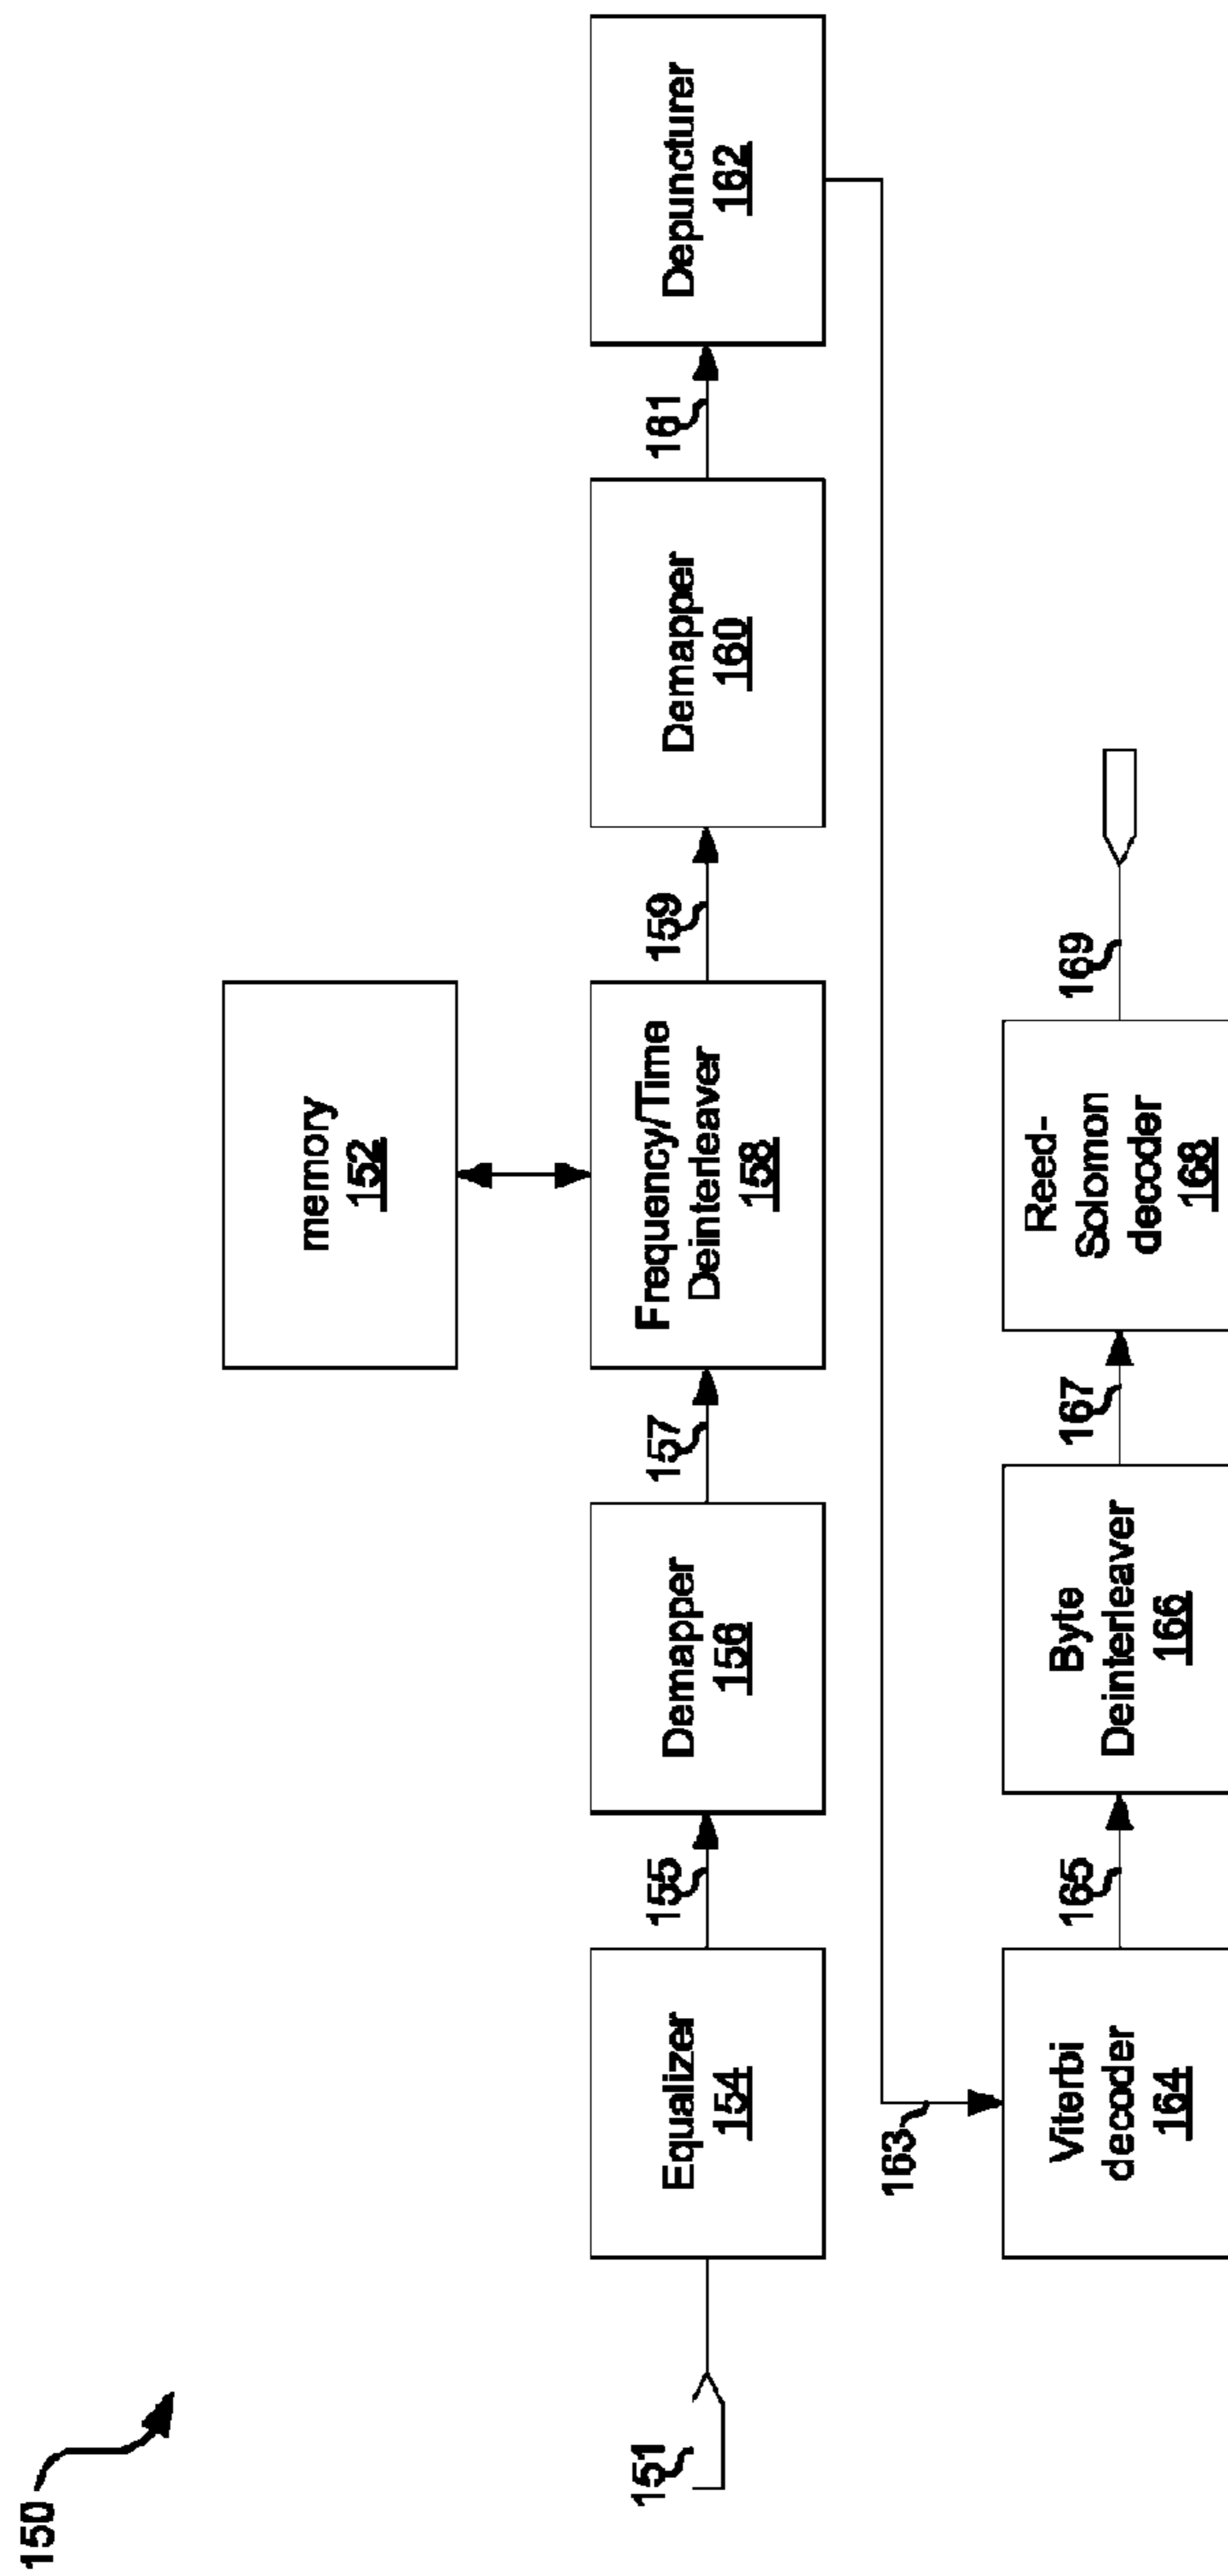 150
memory
152
151
Equalizer
154
155
Demapper
156
157
Frequency/Time
Deinterleaver
158
159
Demapper
160
161
Depuncturer
162
163
Viterbi
decoder
164
165
Byte
Deinterleaver
166
167
Reed-
Solomon
decoder
168
169